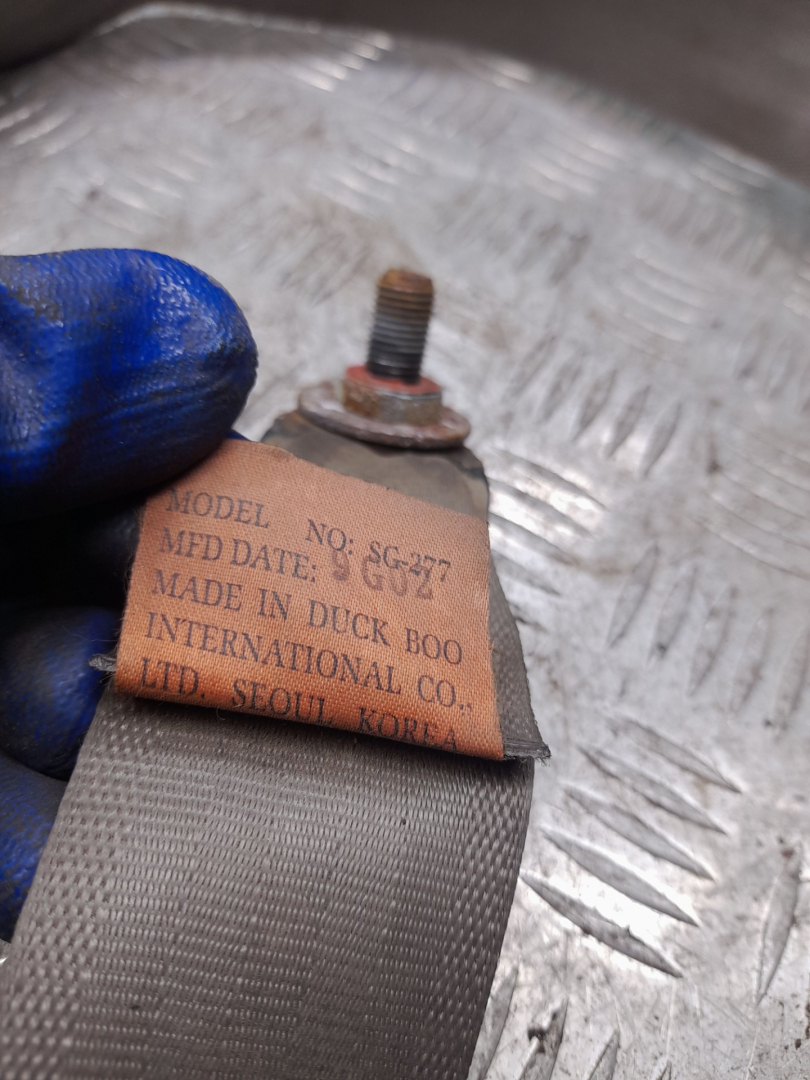 MODEL NO: SG-277
MFD DATE: 9G02
MADE IN DUCK BOO
INTERNATIONAL CO.,
LTD. SEOUL KOREA